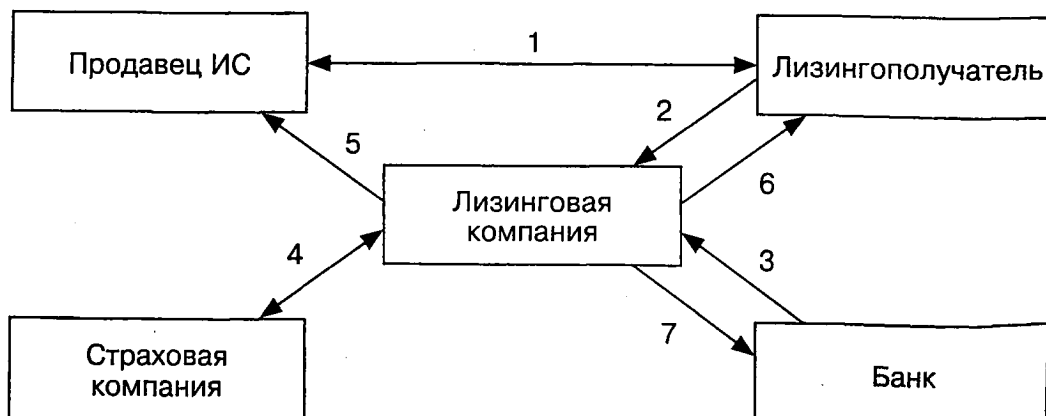 Продавец ИС
1
Лизингополучатель
2
5
Лизинговая
компания
6
4
3
Страховая
компания
7
Банк